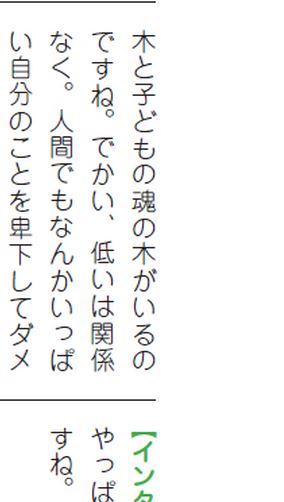 木と子どもの魂の木がいるの
ですね。でかい、低いは関係
なく。人間でもなんかいっぱ
い自分のことを卑下してダメ
【インタ
やっぱ
すね。